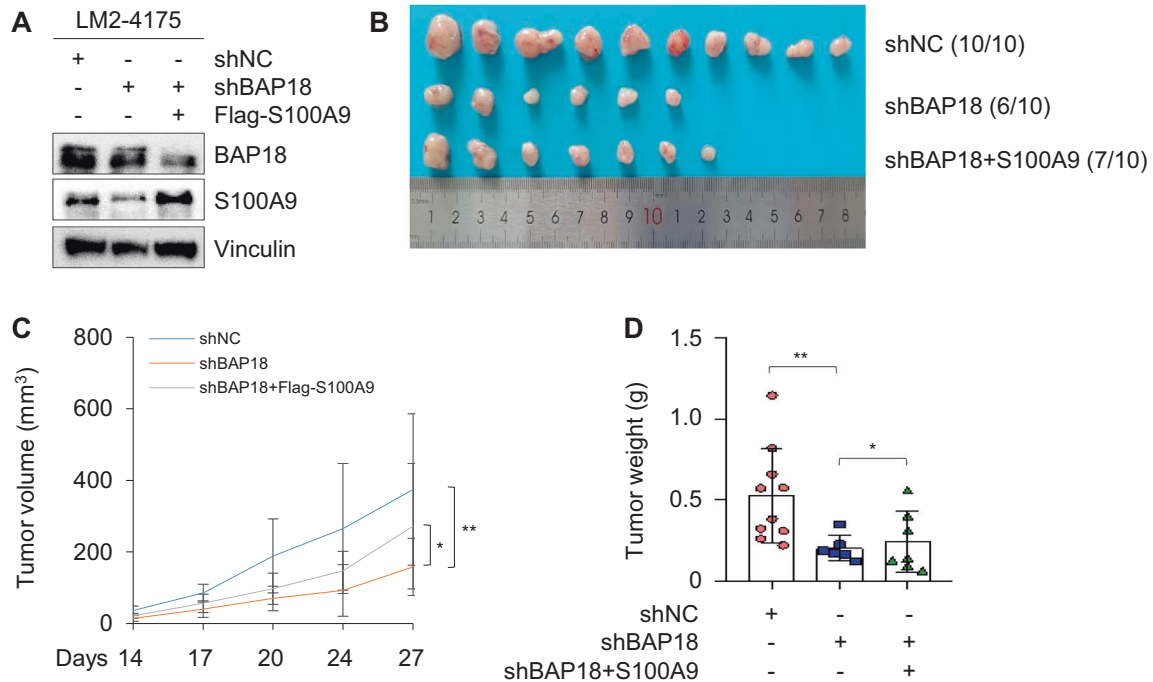 A
LM2-4175
+ - - shNC
- + + shBAP18
- - + Flag-S100A9
BAP18
S100A9
Vinculin
B
shNC (10/10)
shBAP18 (6/10)
shBAP18+S100A9 (7/10)
1 2 3 4 5 6 7 8 9 10 1 2 3 4 5 6 7 8
C
Tumor volume (mm³)
800
600
400
200
0
shNC
shBAP18
shBAP18+Flag-S100A9
*
**
Days 14 17 20 24 27
D
Tumor weight (g)
1.5
1.0
0.5
0
**
*
shNC + - -
shBAP18 - + +
shBAP18+S100A9 - - +